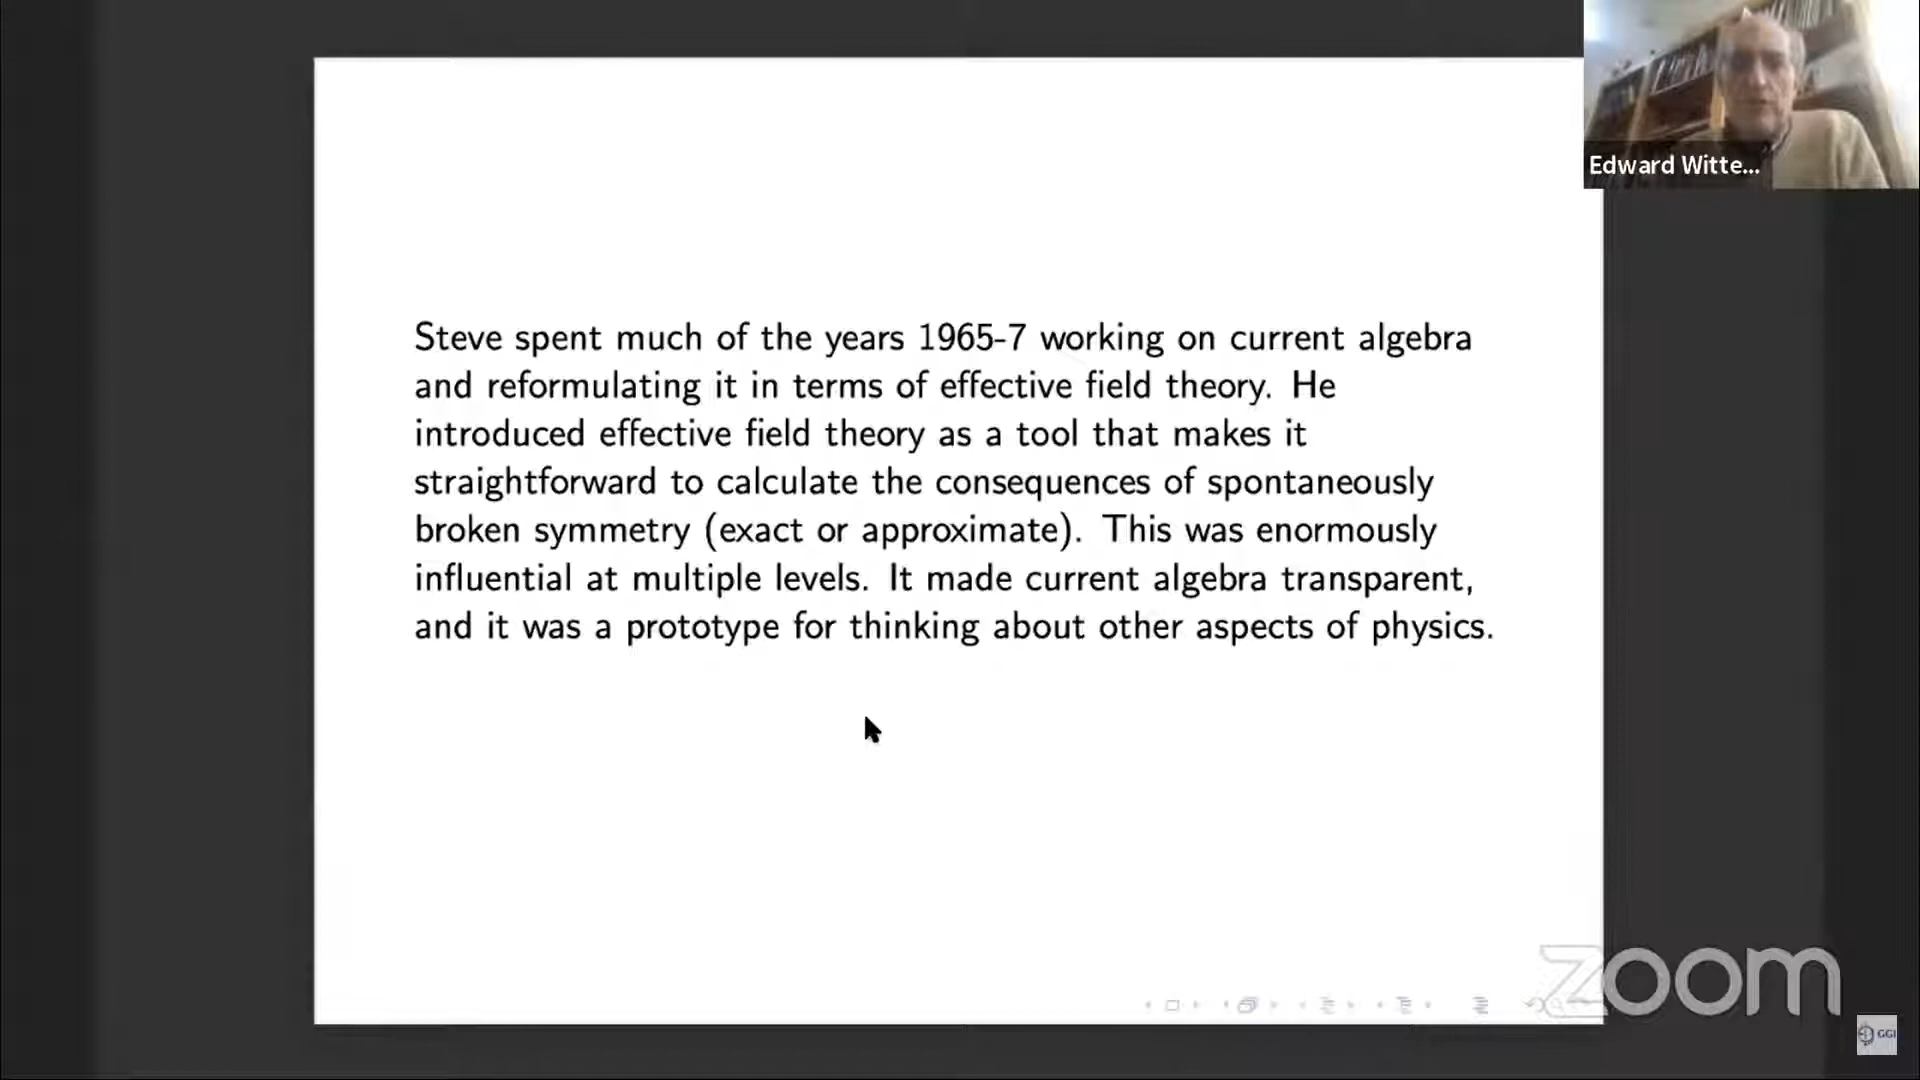 Edward Witte...
Steve spent much of the years 1965-7 working on current algebra
and reformulating it in terms of effective field theory. He
introduced effective field theory as a tool that makes it
straightforward to calculate the consequences of spontaneously
broken symmetry (exact or approximate). This was enormously
influential at multiple levels. It made current algebra transparent,
and it was a prototype for thinking about other aspects of physics.
zoom
GGI